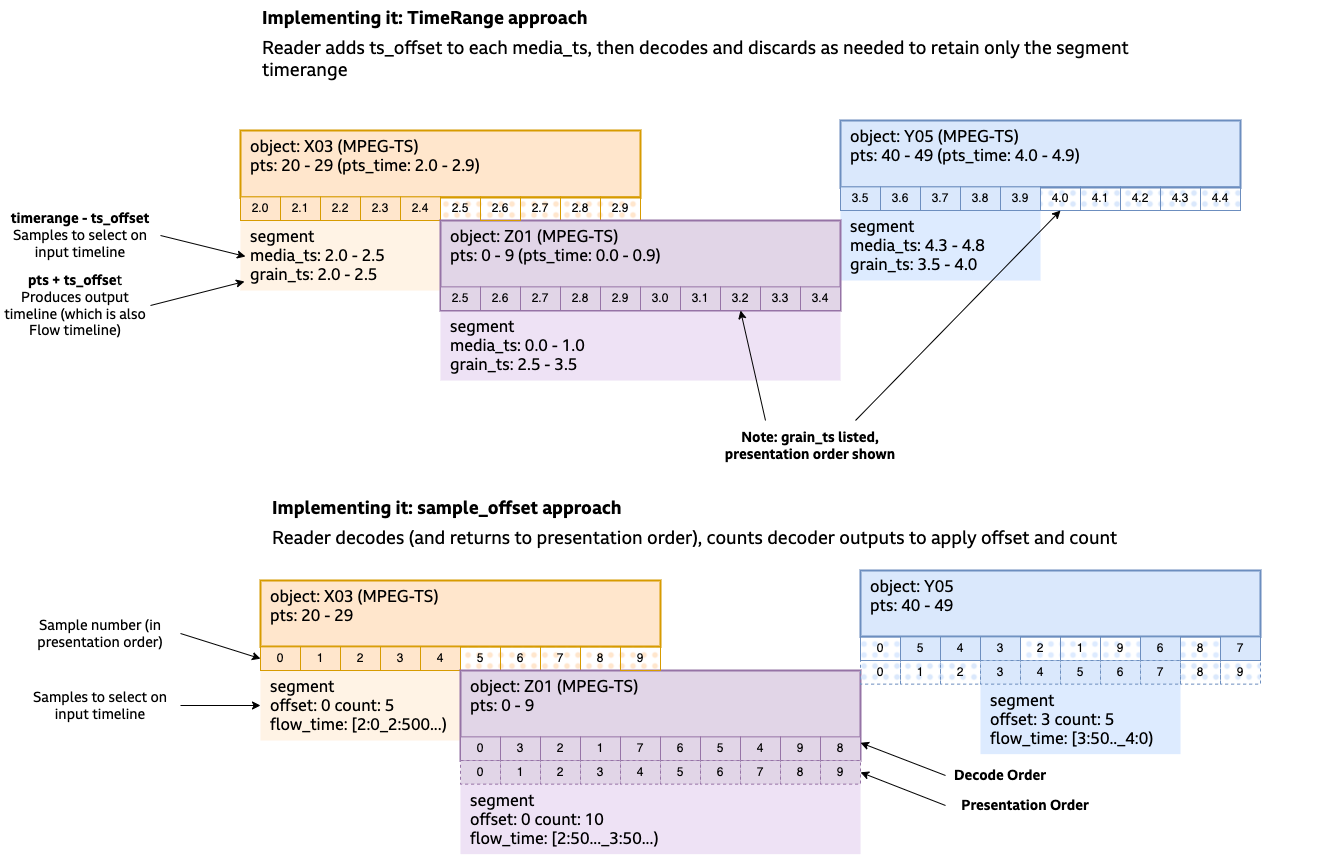 Implementing it: TimeRange approach
Reader adds ts_offset to each media_ts, then decodes and discards as needed to retain only the segment
timerange
object: X03 (MPEG-TS)
pts: 20 - 29 (pts_time: 2.0 - 2.9)
2.0 2.1 2.2 2.3 2.4 2.5 2.6 2.7 2.8 2.9
segment
media_ts: 2.0 - 2.5
grain_ts: 2.0 - 2.5
timerange - ts_offset
Samples to select on
input timeline
pts + ts_offset
Produces output
timeline (which is also
Flow timeline)
object: Z01 (MPEG-TS)
pts: 0 - 9 (pts_time: 0.0 - 0.9)
2.5 2.6 2.7 2.8 2.9 3.0 3.1 3.2 3.3 3.4
segment
media_ts: 0.0 - 1.0
grain_ts: 2.5 - 3.5
object: Y05 (MPEG-TS)
pts: 40 - 49 (pts_time: 4.0 - 4.9)
3.5 3.6 3.7 3.8 3.9 4.0 4.1 4.2 4.3 4.4
segment
media_ts: 4.3 - 4.8
grain_ts: 3.5 - 4.0
Note: grain_ts listed,
presentation order shown
Implementing it: sample_offset approach
Reader decodes (and returns to presentation order), counts decoder outputs to apply offset and count
object: X03 (MPEG-TS)
pts: 20 - 29
0 1 2 3 4 5 6 7 8 9
segment
offset: 0 count: 5
flow_time: [2:0_2:500...)
Sample number (in
presentation order)
Samples to select on
input timeline
object: Z01 (MPEG-TS)
pts: 0 - 9
0 3 2 1 7 6 5 4 9 8
0 1 2 3 4 5 6 7 8 9
segment
offset: 0 count: 10
flow_time: [2:50..._3:50...)
object: Y05
pts: 40 - 49
0 5 4 3 2 1 9 6 8 7
0 1 2 3 4 5 6 7 8 9
segment
offset: 3 count: 5
flow_time: [3:50.._4:0)
Decode Order
Presentation Order